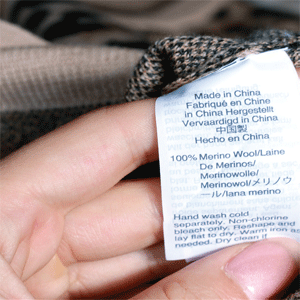 Made in China
Fabriqué en Chine
in China Hergestellt
Vervaardigd in China
中国製
Hecho en China
100% Merino Wool/Laine
De Merinos/
Merinowolle/
Merinowol/メリノウ
ール/lana merino
Hand wash cold
separately. Non-chlorine
bleach only. Reshape and
lay flat to dry. Warm iron as
needed. Dry clean if